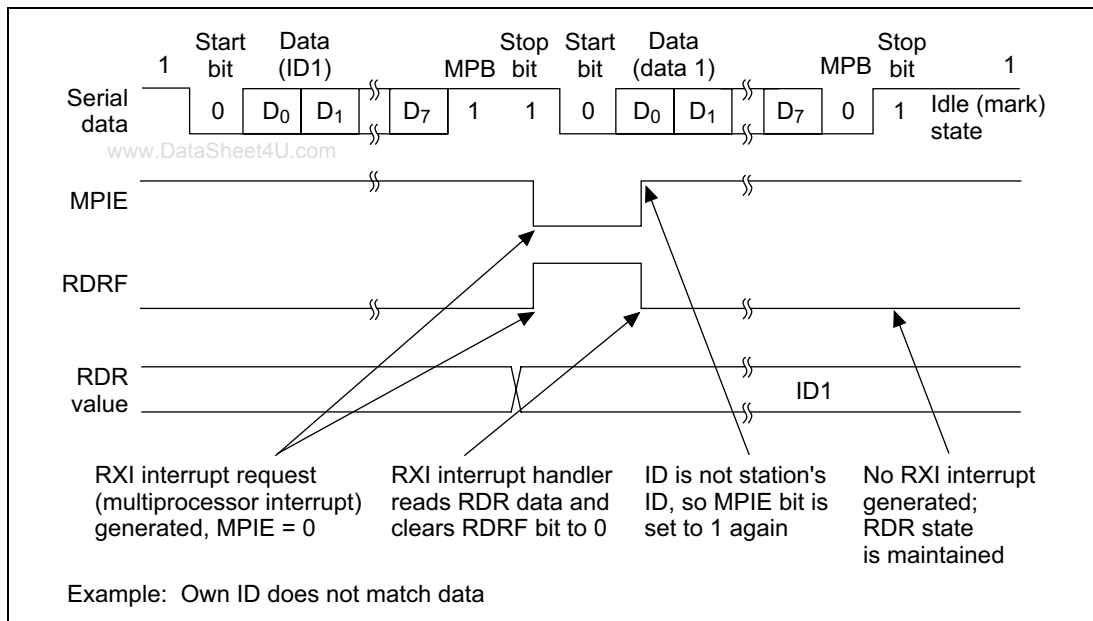 Start Data Stop Start Data Stop
1 bit (ID1) MPB bit bit (data 1) MPB bit 1
Serial data 0 D0 D1 D7 1 1 0 D0 D1 D7 0 1 Idle (mark) state
www.DataSheet4U.com
MPIE
RDRF
RDR value ID1
RXI interrupt request
(multiprocessor interrupt)
generated, MPIE = 0
RXI interrupt handler
reads RDR data and
clears RDRF bit to 0
ID is not station's
ID, so MPIE bit is
set to 1 again
No RXI interrupt
generated;
RDR state
is maintained
Example: Own ID does not match data